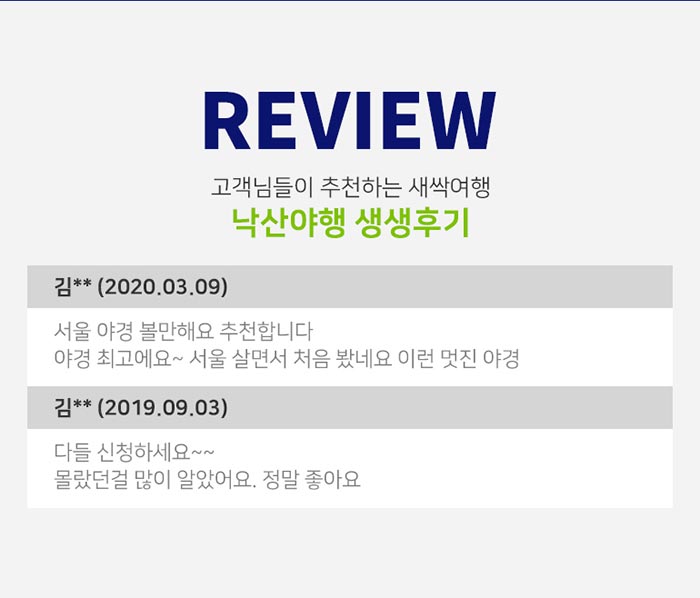 REVIEW
고객님들이 추천하는 새싹여행
낙산야행 생생후기
김** (2020.03.09)
서울 야경 볼만해요 추천합니다
야경 최고에요~ 서울 살면서 처음 봤네요 이런 멋진 야경
김** (2019.09.03)
다들 신청하세요~~
몰랐던걸 많이 알았어요. 정말 좋아요